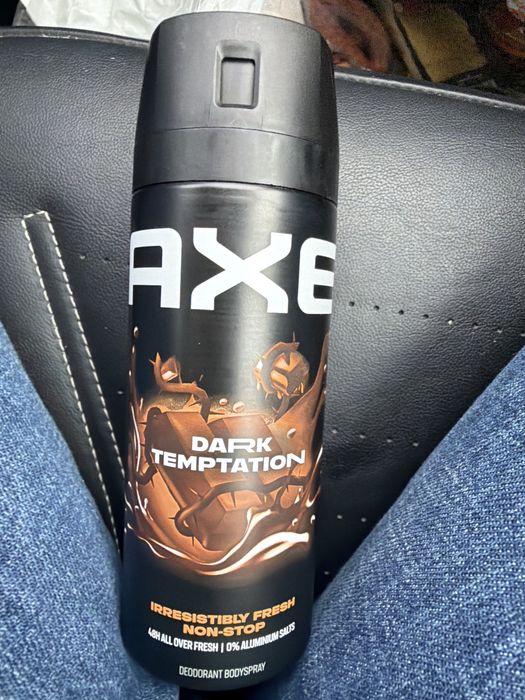 AXE
DARK
TEMPTATION
IRRESISTIBLY FRESH
NON-STOP
48H ALL OVER FRESH | 0% ALUMINIUM SALTS
DEODORANT BODYSPRAY